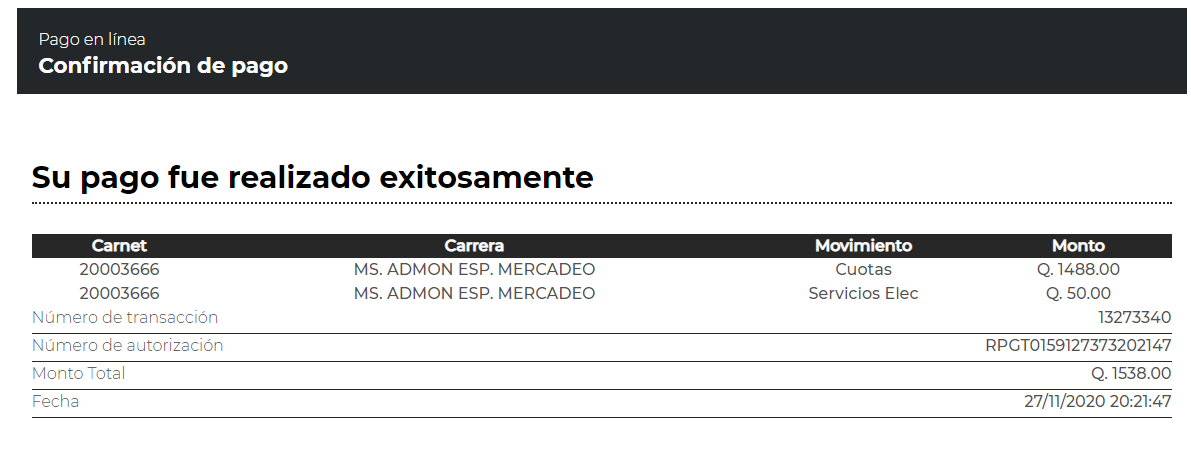 Pago en línea
Confirmación de pago
Su pago fue realizado exitosamente
Carnet Carrera Movimiento Monto
20003666 MS. ADMON ESP. MERCADEO Cuotas Q. 1488.00
20003666 MS. ADMON ESP. MERCADEO Servicios Elec Q. 50.00
Número de transacción 13273340
Número de autorización RPGT0159127373202147
Monto Total Q. 1538.00
Fecha 27/11/2020 20:21:47